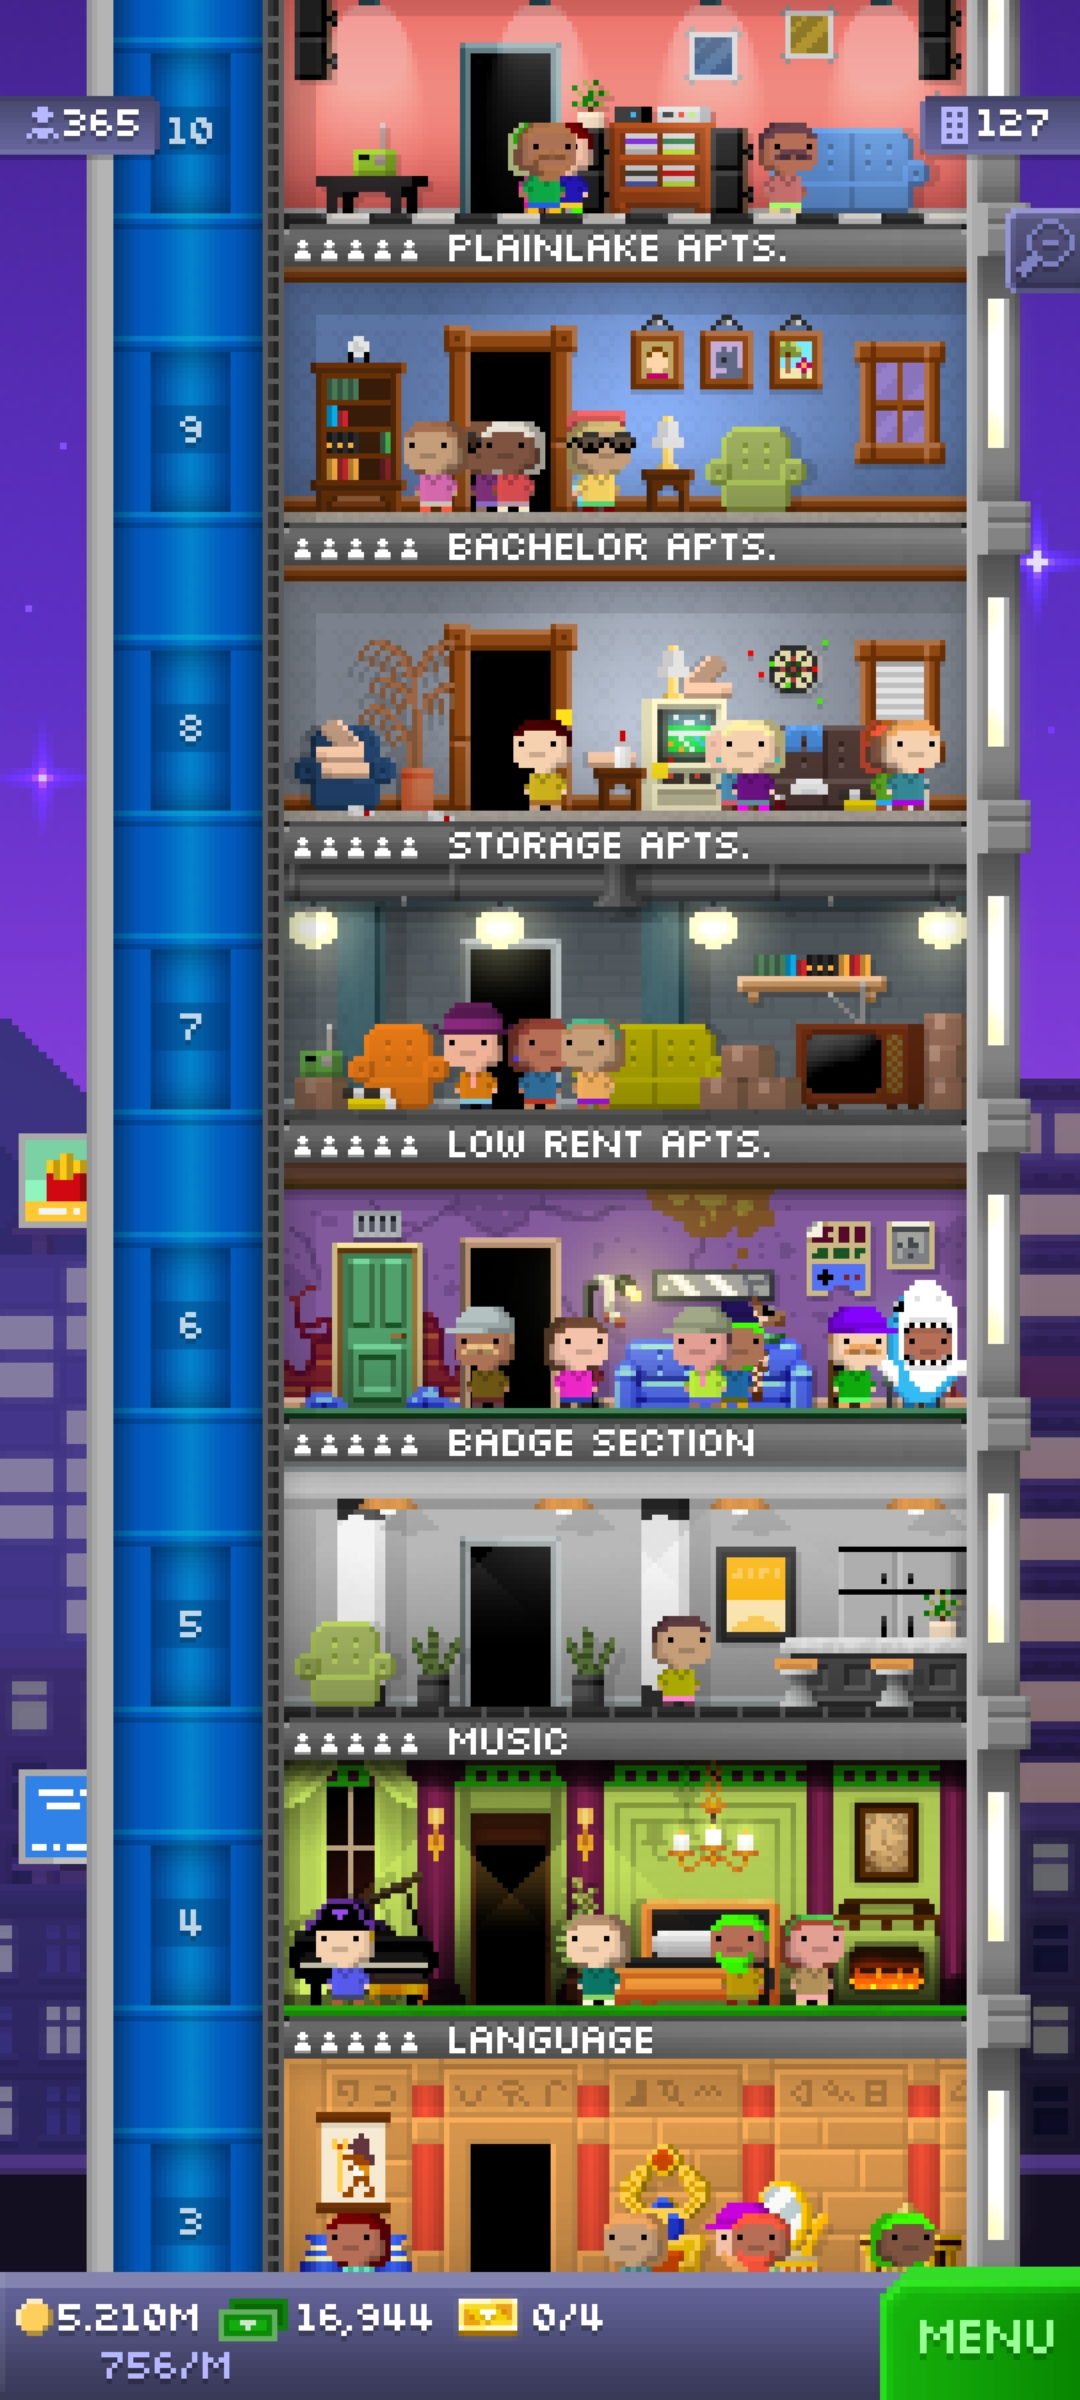 365
10
127
PLAINLAKE APTS.
9
BACHELOR APTS.
8
STORAGE APTS.
7
LOW RENT APTS.
6
BADGE SECTION
5
MUSIC
4
LANGUAGE
3
5.210M 16,944 0/4
756/M
MENU